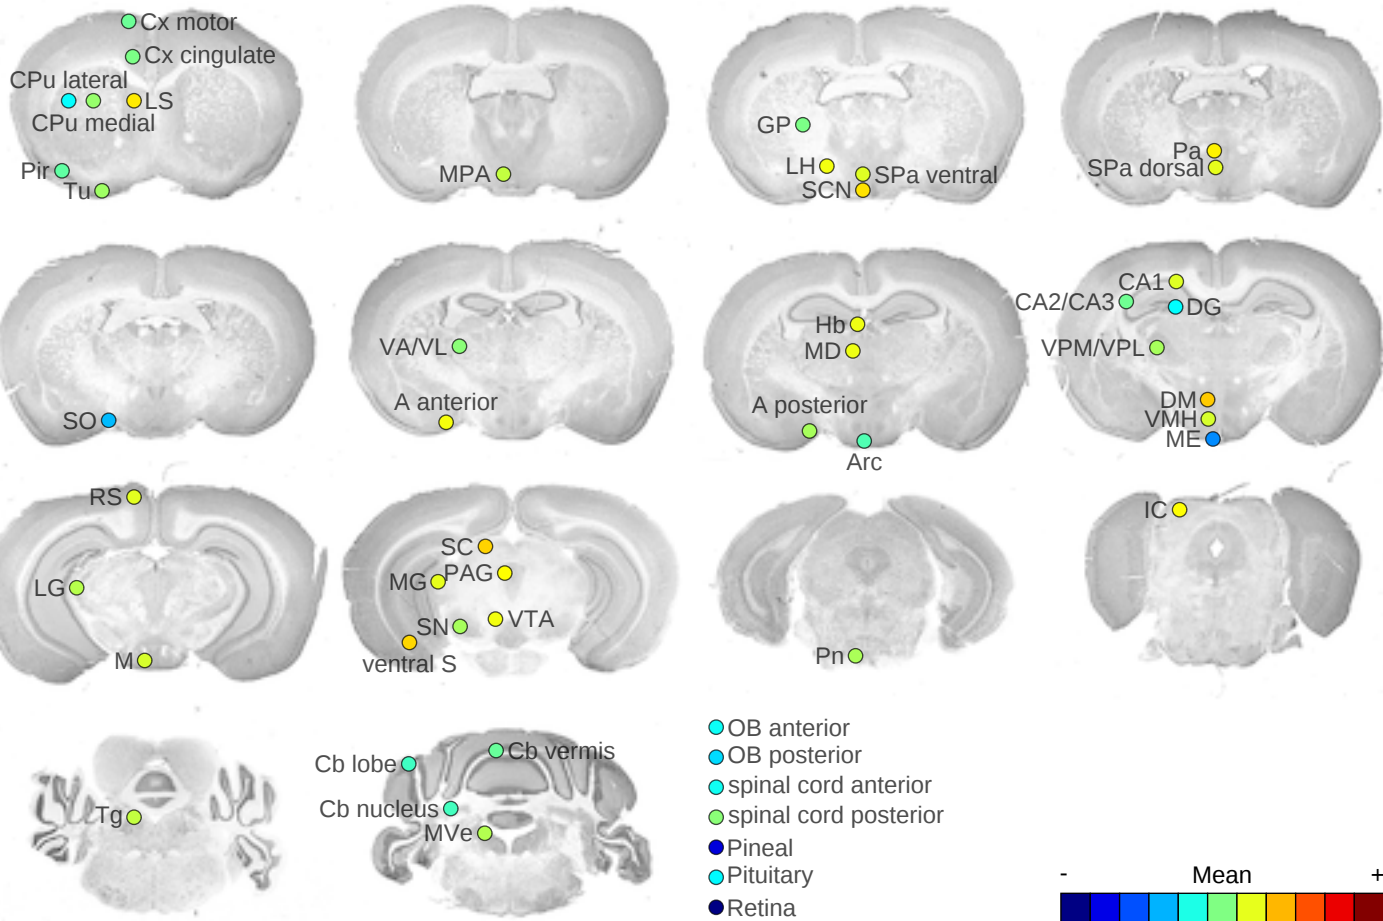 Cx motor
Cx cingulate
CPu lateral
LS
CPu medial
Pir
Tu
MPA
GP
LH
SPa ventral
SCN
Pa
SPa dorsal
SO
VA/VL
A anterior
Hb
MD
A posterior
Arc
CA1
CA2/CA3
DG
VPM/VPL
DM
VMH
ME
RS
LG
M
SC
MG
PAG
SN
VTA
ventral S
Pn
IC
Tg
Cb lobe
Cb vermis
Cb nucleus
MVe
OB anterior
OB posterior
spinal cord anterior
spinal cord posterior
Pineal
Pituitary
Retina
- Mean +